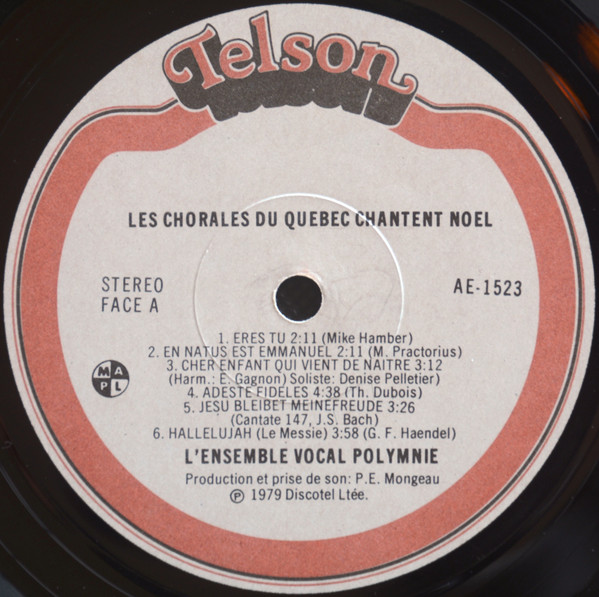 Telson
LES CHORALES DU QUEBEC CHANTENT NOEL
STEREO
FACE A
AE-1523
1. ERES TU 2:11 (Mike Hamber)
2. EN NATUS EST EMMANUEL 2:11 (M. Practorius)
3. CHER ENFANT QUI VIENT DE NAITRE 3:12
(Harm.: E. Gagnon) Soliste: Denise Pelletier
4. ADESTE FIDELES 4:38 (Th. Dubois)
5. JESU BLEIBET MEINEFREUDE 3:26
(Cantate 147, J.S. Bach)
6. HALLELUJAH (Le Messie) 3:58 (G. F. Haendel)
MAPL
L'ENSEMBLE VOCAL POLYMNIE
Production et prise de son: P.E. Mongeau
℗ 1979 Discotel Ltée.